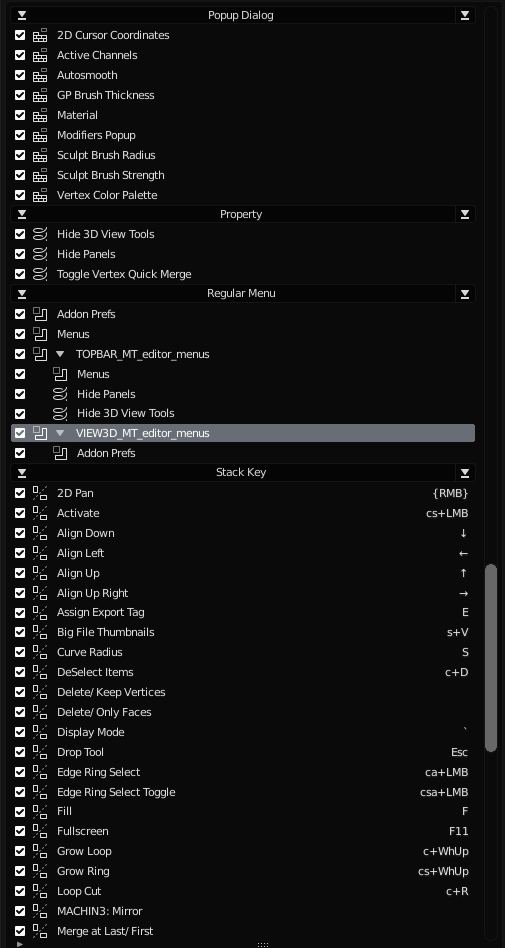 Popup Dialog
2D Cursor Coordinates
Active Channels
Autosmooth
GP Brush Thickness
Material
Modifiers Popup
Sculpt Brush Radius
Sculpt Brush Strength
Vertex Color Palette
Property
Hide 3D View Tools
Hide Panels
Toggle Vertex Quick Merge
Regular Menu
Addon Prefs
Menus
TOPBAR_MT_editor_menus
Menus
Hide Panels
Hide 3D View Tools
VIEW3D_MT_editor_menus
Addon Prefs
Stack Key
2D Pan {RMB}
Activate cs+LMB
Align Down ↓
Align Left ←
Align Up ↑
Align Up Right →
Assign Export Tag E
Big File Thumbnails s+V
Curve Radius S
DeSelect Items c+D
Delete/ Keep Vertices
Delete/ Only Faces
Display Mode `
Drop Tool Esc
Edge Ring Select ca+LMB
Edge Ring Select Toggle csa+LMB
Fill F
Fullscreen F11
Grow Loop c+WhUp
Grow Ring cs+WhUp
Loop Cut c+R
MACHIN3: Mirror
Merge at Last/ First